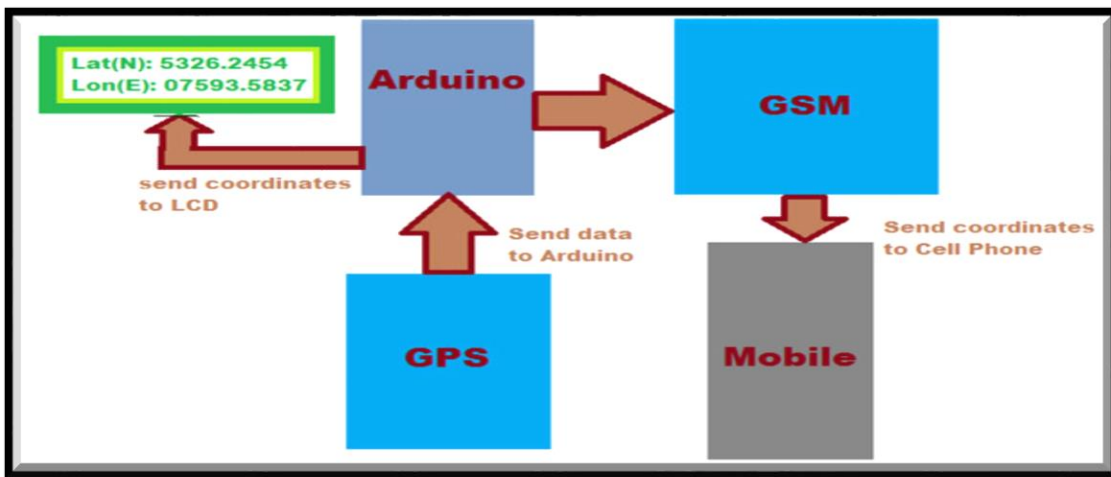 Lat(N): 5326.2454
Lon(E): 07593.5837
Arduino
GSM
send coordinates
to LCD
Send data
to Arduino
Send coordinates
to Cell Phone
GPS
Mobile